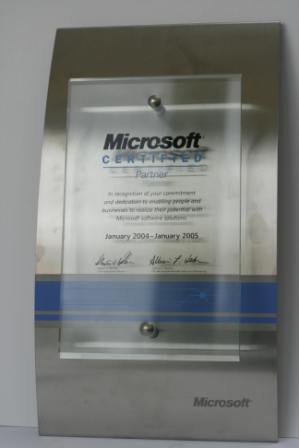 Microsoft
CERTIFIED
Partner
In recognition of your commitment
and dedication to enabling people and
businesses to realize their potential with
Microsoft software solutions
January 2004–January 2005
Microsoft